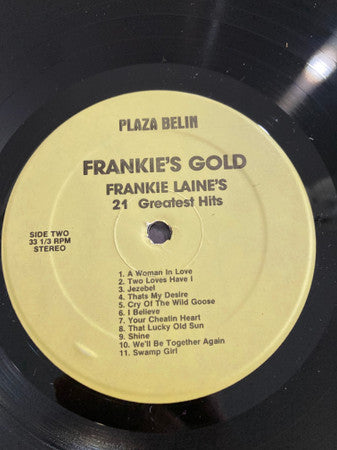 PLAZA BELIN
FRANKIE'S GOLD
FRANKIE LAINE'S
21 Greatest Hits
SIDE TWO
33 1/3 RPM
STEREO
1. A Woman In Love
2. Two Loves Have I
3. Jezebel
4. Thats My Desire
5. Cry Of The Wild Goose
6. I Believe
7. Your Cheatin Heart
8. That Lucky Old Sun
9. Shine
10. We'll Be Together Again
11. Swamp Girl